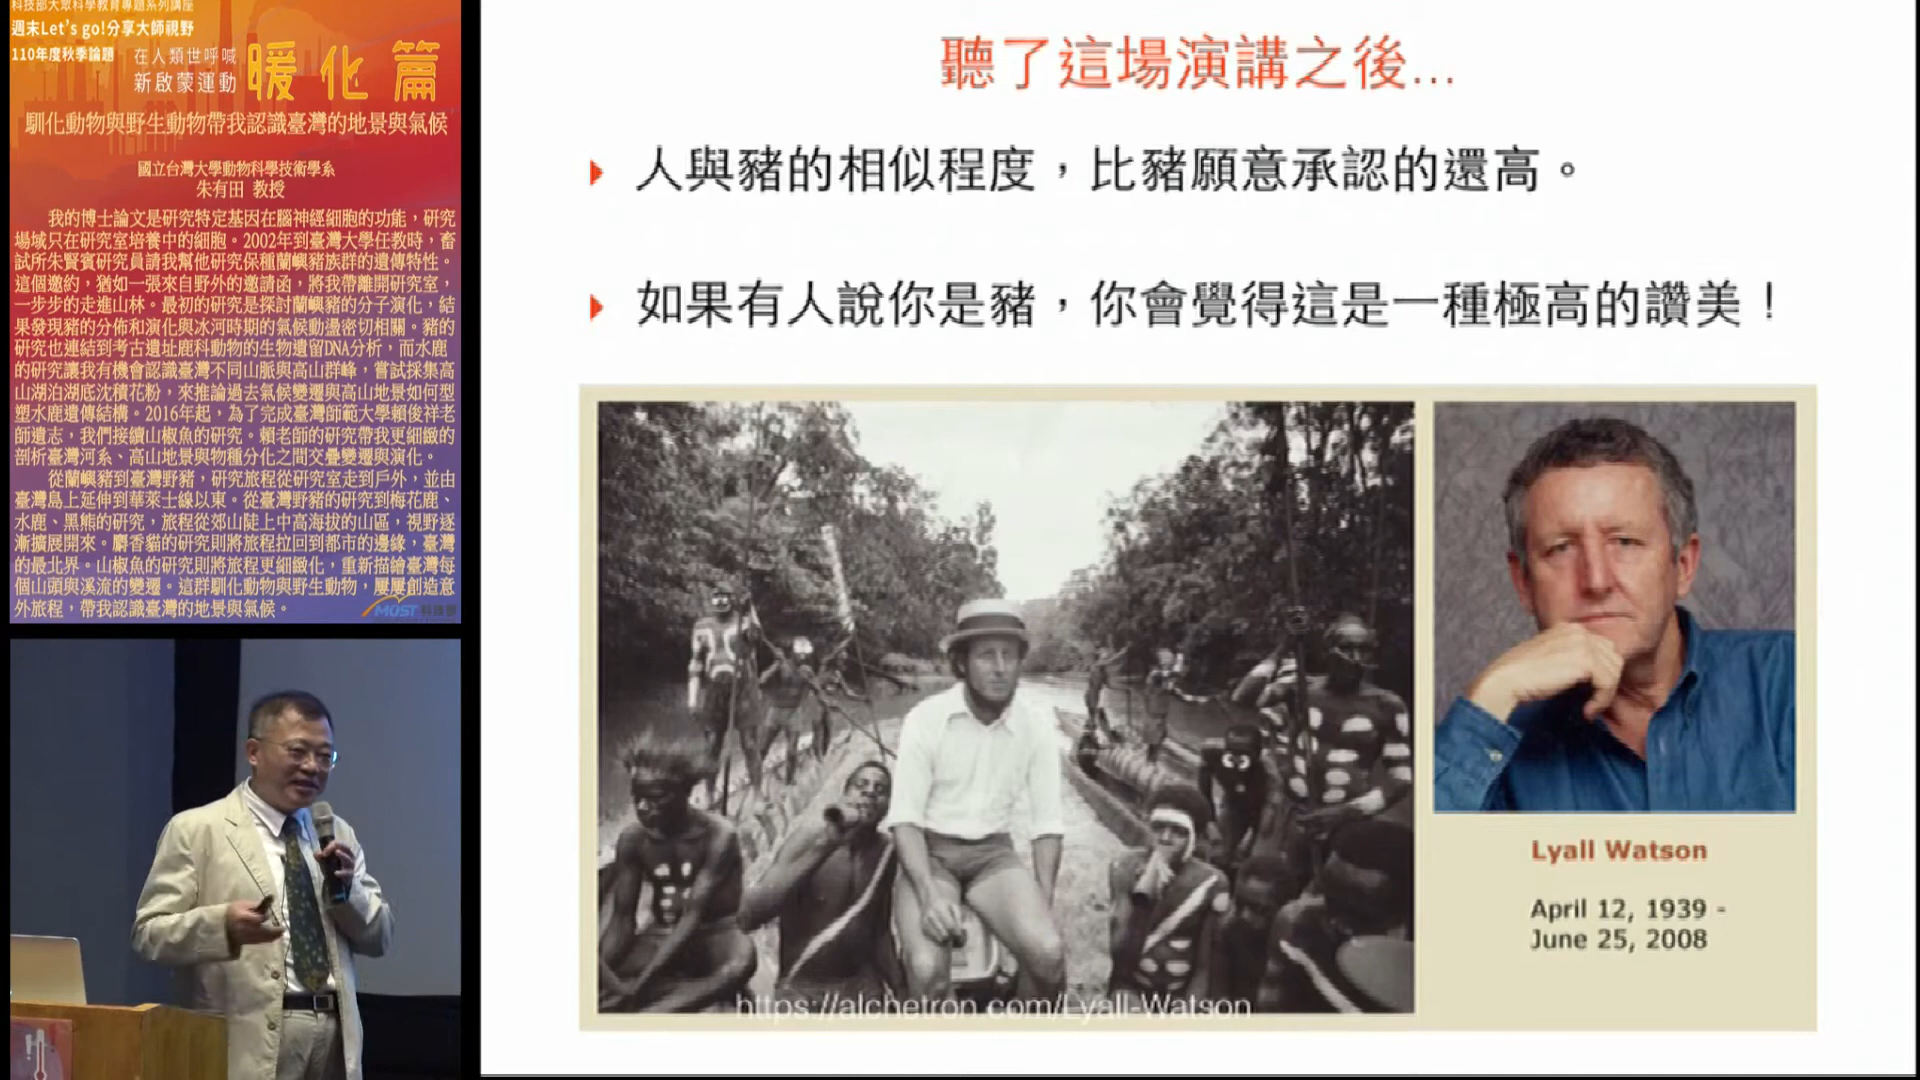 科技部大眾科學教育專題系列講座
週末Let's go!分享大師視野
110年度秋季論題
在人類世呼喊
新啟蒙運動
暖化篇
馴化動物與野生動物帶我認識臺灣的地景與氣候
國立台灣大學動物科學技術學系
朱有田 教授
我的博士論文是研究特定基因在腦神經細胞的功能，研究
場域只在研究室培養中的細胞。2002年到臺灣大學任教時，畜
試所朱賢賓研究員請我幫他研究保種蘭嶼豬族群的遺傳特性。
這個邀約，猶如一張來自野外的邀請函，將我帶離開研究室，
一步步的走進山林。最初的研究是探討蘭嶼豬的分子演化，結
果發現豬的分佈和演化與冰河時期的氣候動盪密切相關。豬的
研究也連結到考古遺址鹿科動物的生物遺留DNA分析，而水鹿
的研究讓我有機會認識臺灣不同山脈與高山群峰，嘗試採集高
山湖泊湖底沈積花粉，來推論過去氣候變遷與高山地景如何型
塑水鹿遺傳結構。2016年起，為了完成臺灣師範大學賴俊祥老
師遺志，我們接續山椒魚的研究。賴老師的研究帶我更細緻的
剖析臺灣河系、高山地景與物種分化之間交疊變遷與演化。
從蘭嶼豬到臺灣野豬，研究旅程從研究室走到戶外，並由
臺灣島上延伸到華萊士線以東。從臺灣野豬的研究到梅花鹿、
水鹿、黑熊的研究，旅程從郊山陡上中高海拔的山區，視野逐
漸擴展開來。麝香貓的研究則將旅程拉回到都市的邊緣，臺灣
的最北界。山椒魚的研究則將旅程更細緻化，重新描繪臺灣每
個山頭與溪流的變遷。這群馴化動物與野生動物，屢屢創造意
外旅程，帶我認識臺灣的地景與氣候。
MOST 科技部
聽了這場演講之後...
人與豬的相似程度，比豬願意承認的還高。
如果有人說你是豬，你會覺得這是一種極高的讚美！
Lyall Watson
April 12, 1939 -
June 25, 2008
https://alchetron.com/Lyall-Watson